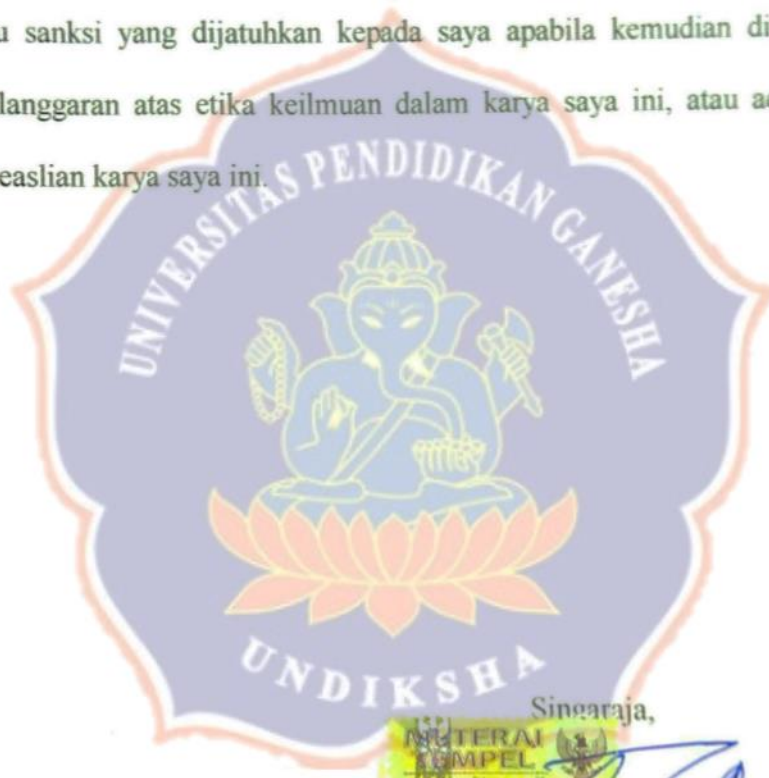 u sanksi yang dijatuhkan kepada saya apabila kemudian di
langgaran atas etika keilmuan dalam karya saya ini, atau
easlian karya saya ini.
UNIVERSITAS PENDIDIKAN GANESHA
UNDIKSHA
Singaraja,
METERAI
TEMPEL